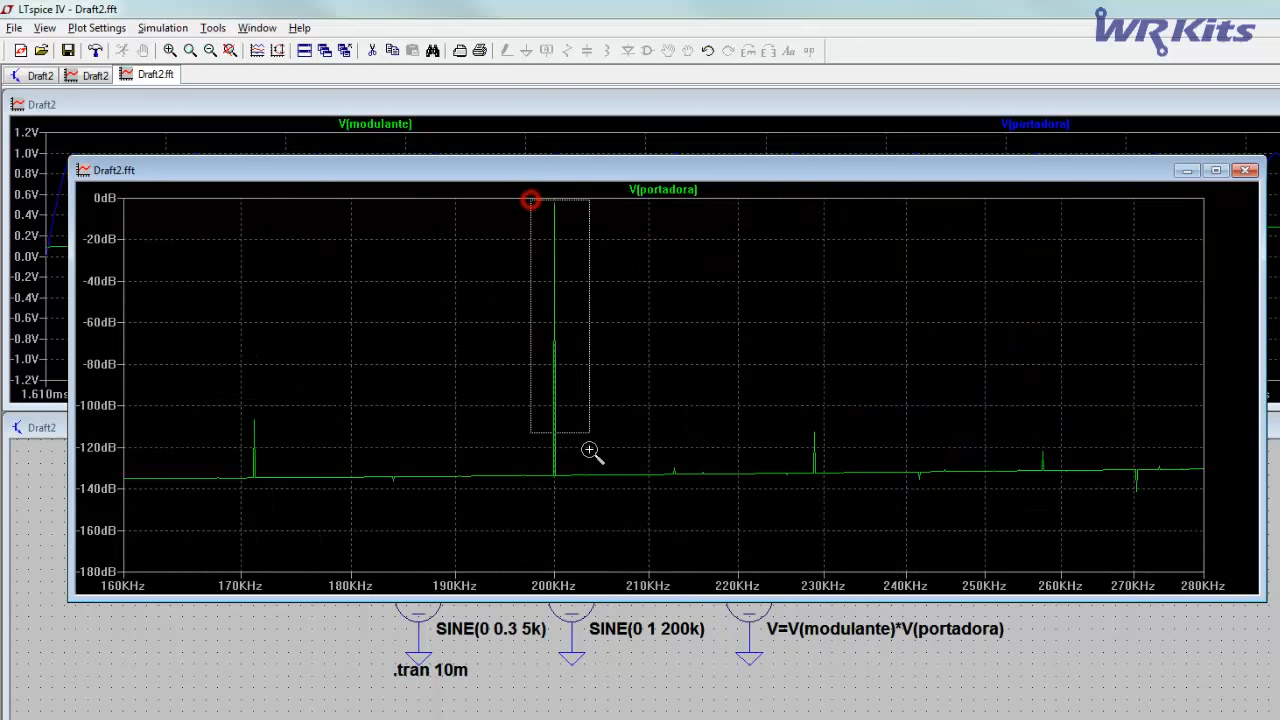 LTspice IV - Draft2.fft
WR Kits
File View Plot Settings Simulation Tools Window Help
Draft2 Draft2 Draft2.fft
Draft2
V(modulante) V(portadora)
1.2V
1.0V
0.8V
0.6V
0.4V
0.2V
0.0V
-0.2V
-0.4V
-0.6V
-0.8V
-1.0V
-1.2V
1.610ms
Draft2.fft
V(portadora)
0dB
-20dB
-40dB
-60dB
-80dB
-100dB
-120dB
-140dB
-160dB
-180dB
160KHz 170KHz 180KHz 190KHz 200KHz 210KHz 220KHz 230KHz 240KHz 250KHz 260KHz 270KHz 280KHz
Draft2
SINE(0 0.3 5k) SINE(0 1 200k) V=V(modulante)*V(portadora)
.tran 10m